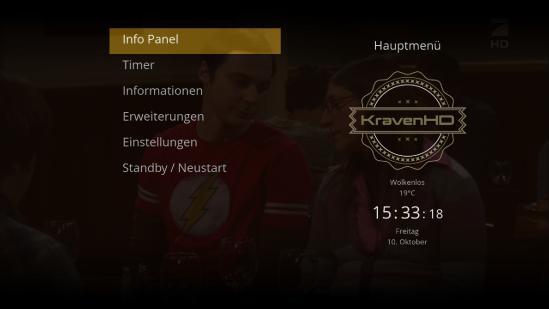 Info Panel
Timer
Informationen
Erweiterungen
Einstellungen
Standby / Neustart
7
HD
Hauptmenü
KravenHD
Wolkenlos
19°C
15:33:18
Freitag
10. Oktober